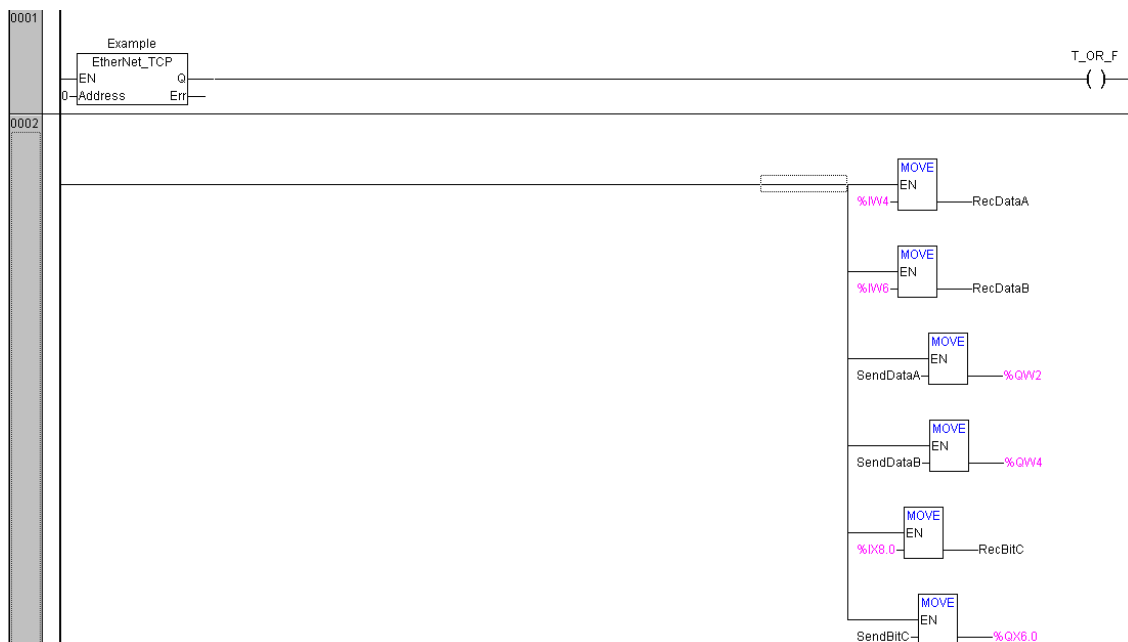 0001
Example
EtherNet_TCP
EN Q
0 Address Err
T_OR_F
0002
MOVE
EN
%IW4 RecDataA
MOVE
EN
%IW6 RecDataB
MOVE
EN
SendDataA %QW2
MOVE
EN
SendDataB %QW4
MOVE
EN
%IX8.0 RecBitC
MOVE
EN
SendBitC %QX6.0